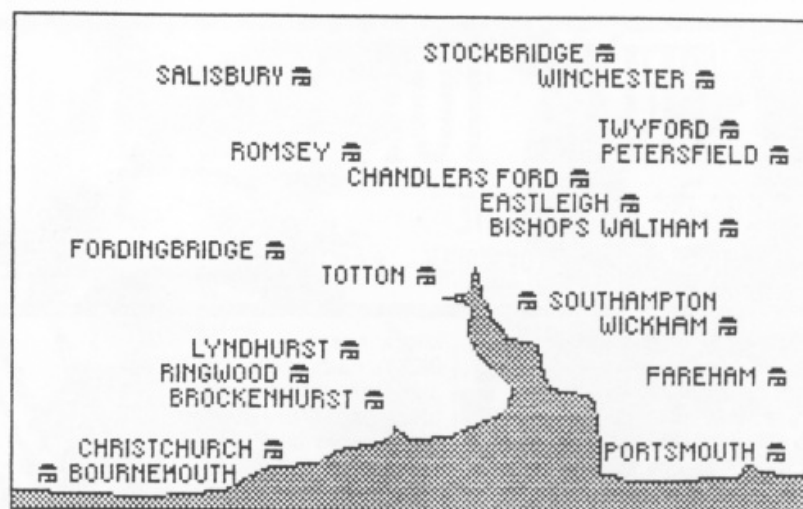 STOCKBRIDGE
SALISBURY
WINCHESTER
TWYFORD
ROMSEY
PETERSFIELD
CHANDLERS FORD
EASTLEIGH
BISHOPS WALTHAM
FORDINGBRIDGE
TOTTON
SOUTHAMPTON
WICKHAM
LYNDHURST
RINGWOOD
FAREHAM
BROCKENHURST
CHRISTCHURCH
PORTSMOUTH
BOURNEMOUTH